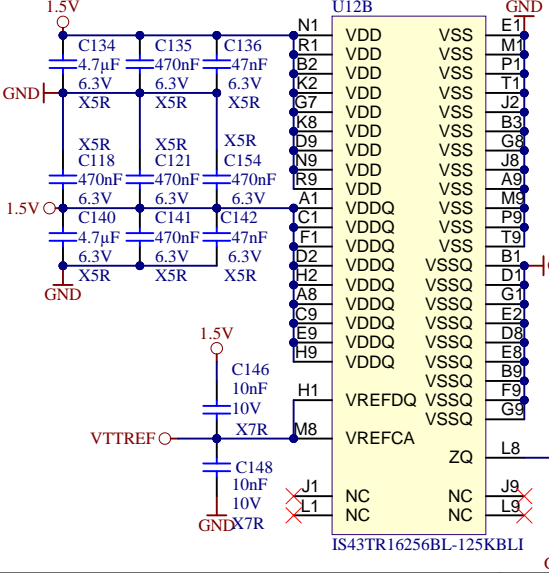 1.5V
U12B
GND
C134
4.7µF
6.3V
X5R
C135
470nF
6.3V
X5R
C136
47nF
6.3V
X5R
GND
X5R
C118
470nF
6.3V
X5R
C121
470nF
6.3V
X5R
C154
470nF
6.3V
1.5V
C140
4.7µF
6.3V
X5R
C141
470nF
6.3V
X5R
C142
47nF
6.3V
X5R
GND
1.5V
C146
10nF
10V
X7R
VTTREF
C148
10nF
10V
X7R
GND
N1 VDD VSS E1
R1 VDD VSS M1
B2 VDD VSS P1
K2 VDD VSS T1
G7 VDD VSS J2
K8 VDD VSS B3
D9 VDD VSS G8
N9 VDD VSS J8
R9 VDD VSS A9
A1 VDDQ VSS M9
C1 VDDQ VSS P9
F1 VDDQ VSS T9
D2 VDDQ VSSQ B1
H2 VDDQ VSSQ D1
A8 VDDQ VSSQ G1
C9 VDDQ VSSQ E2
E9 VDDQ VSSQ D8
H9 VDDQ VSSQ E8
VSSQ B9
H1 VREFDQ VSSQ F9
VSSQ G9
M8 VREFCA
ZQ L8
J1 NC NC J9
L1 NC NC L9
IS43TR16256BL-125KBLI